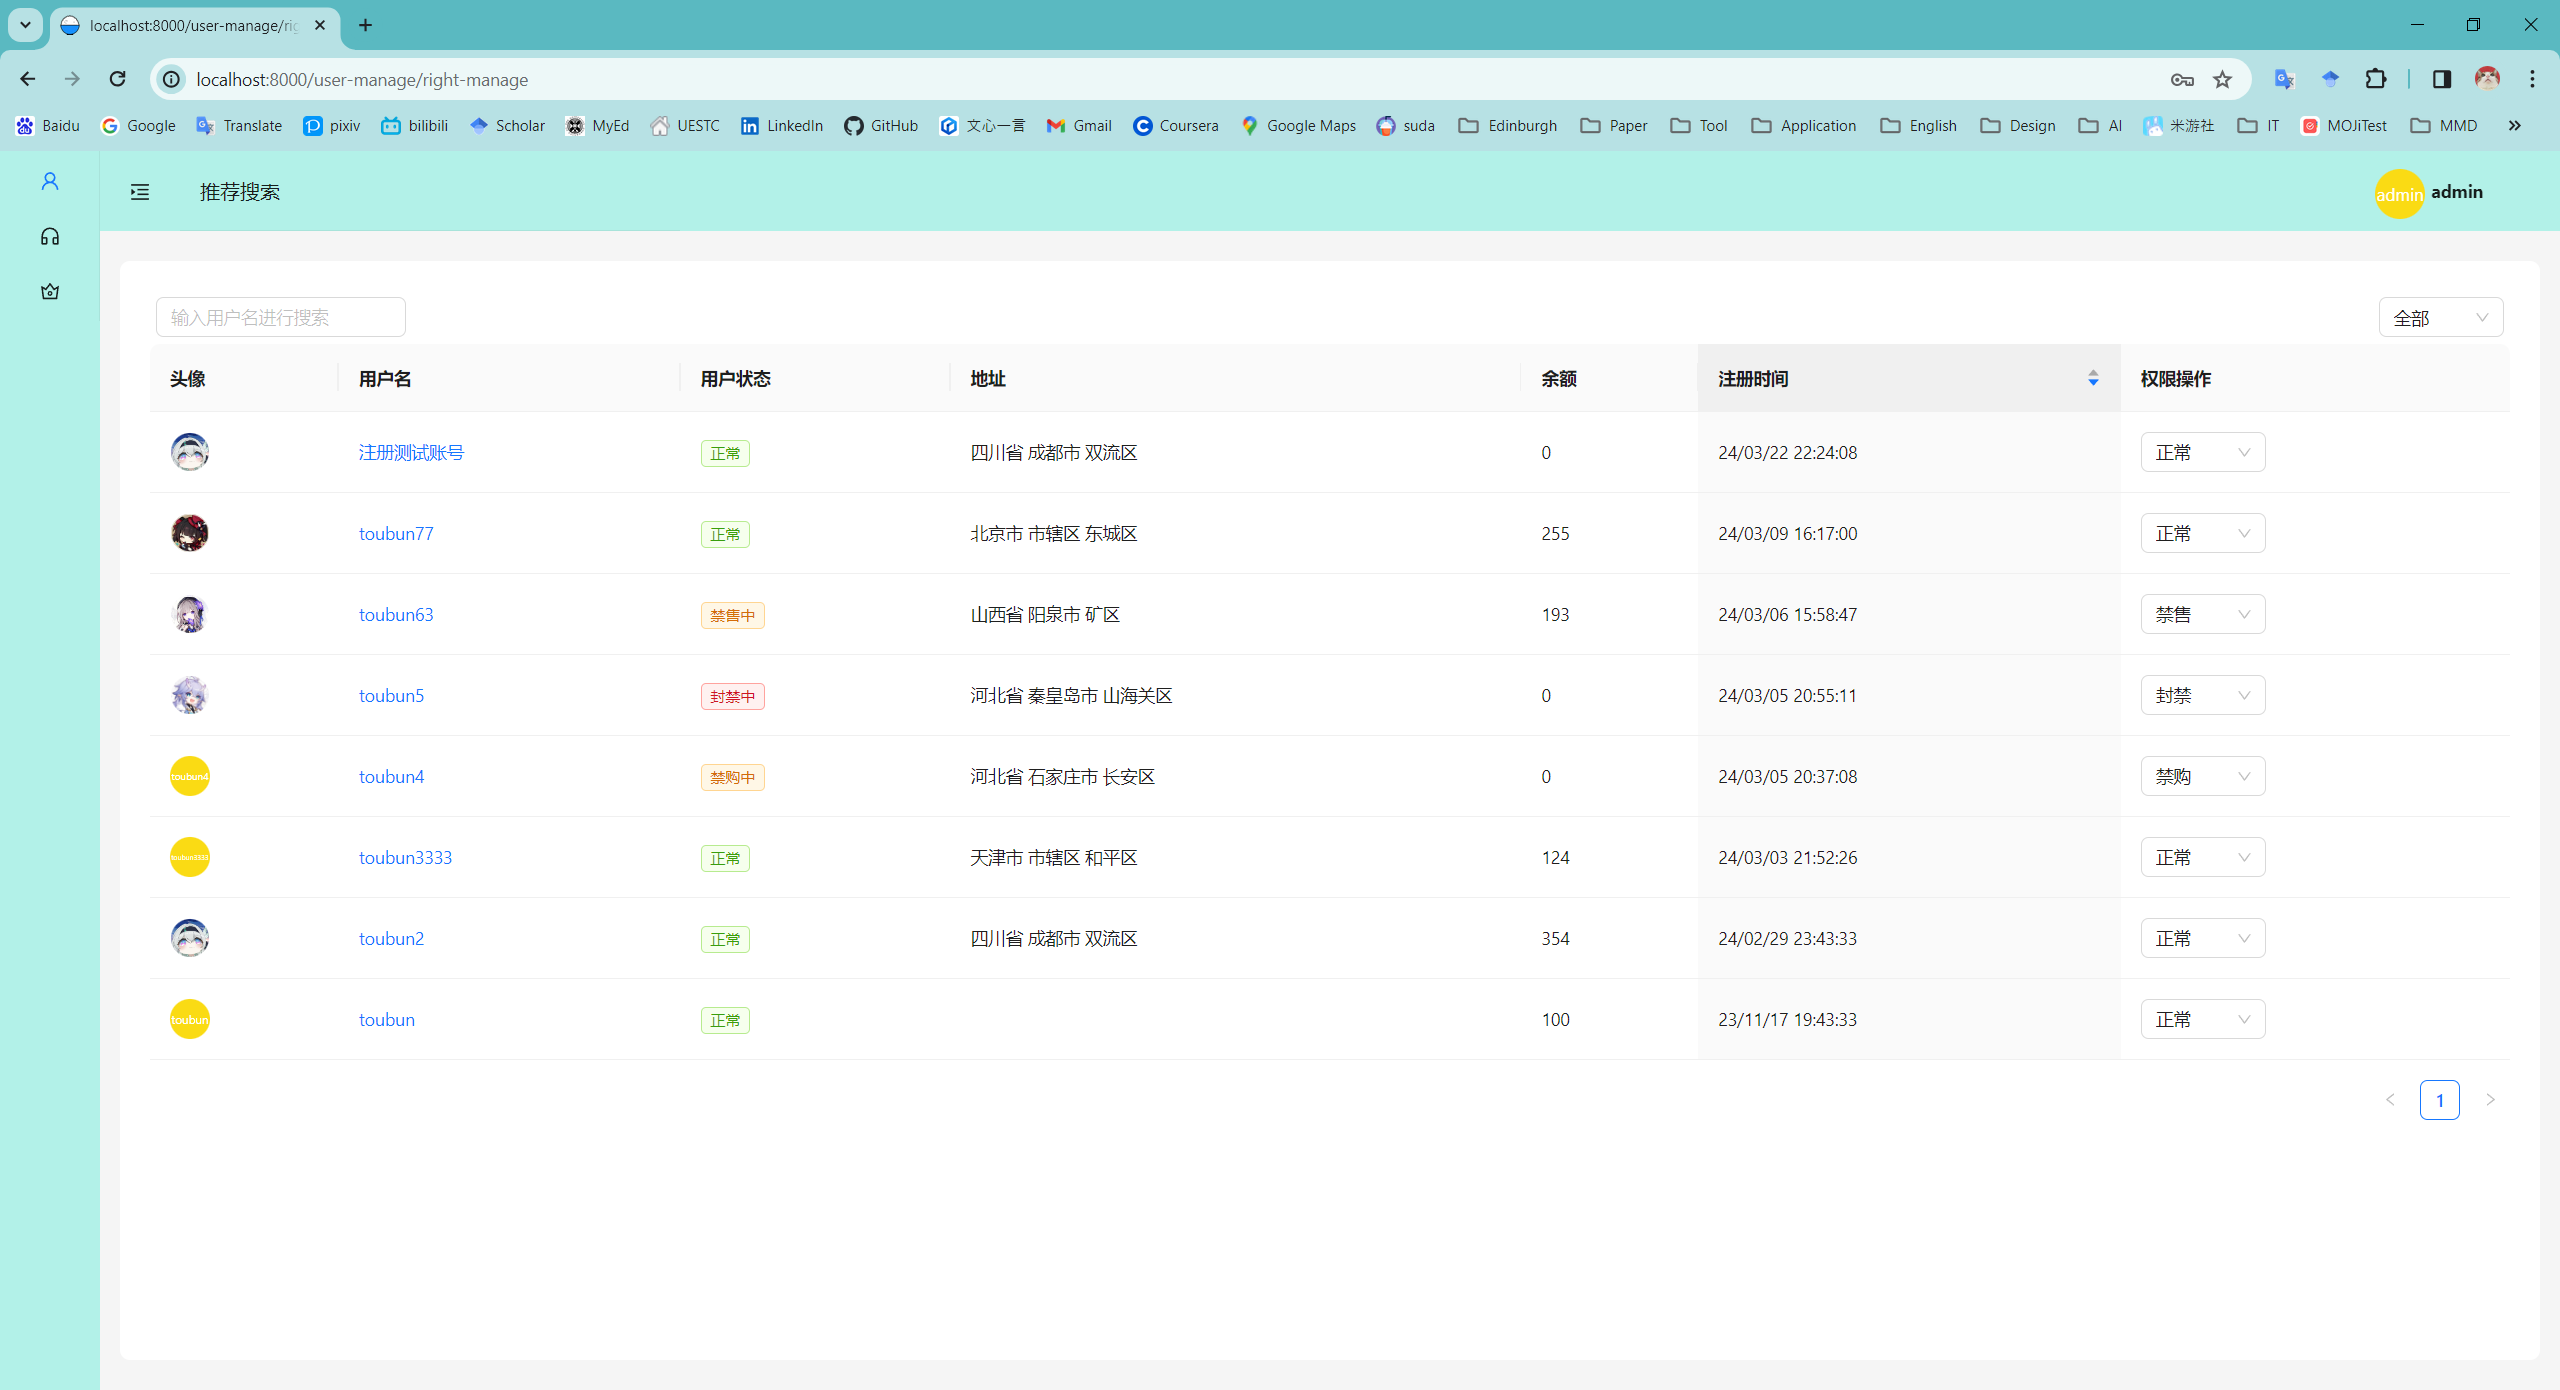 localhost:8000/user-manage/rig
localhost:8000/user-manage/right-manage
Baidu Google Translate pixiv bilibili Scholar MyEd UESTC LinkedIn GitHub 文心一言 Gmail Coursera Google Maps suda Edinburgh Paper Tool Application English Design AI 米游社 IT MOJiTest MMD
推荐搜索
admin admin
输入用户名进行搜索 全部
头像 用户名 用户状态 地址 余额 注册时间 权限操作
注册测试账号 正常 四川省 成都市 双流区 0 24/03/22 22:24:08 正常
toubun77 正常 北京市 市辖区 东城区 255 24/03/09 16:17:00 正常
toubun63 禁售中 山西省 阳泉市 矿区 193 24/03/06 15:58:47 禁售
toubun5 封禁中 河北省 秦皇岛市 山海关区 0 24/03/05 20:55:11 封禁
toubun4 toubun4 禁购中 河北省 石家庄市 长安区 0 24/03/05 20:37:08 禁购
toubun3333 toubun3333 正常 天津市 市辖区 和平区 124 24/03/03 21:52:26 正常
toubun2 正常 四川省 成都市 双流区 354 24/02/29 23:43:33 正常
toubun toubun 正常 100 23/11/17 19:43:33 正常
1